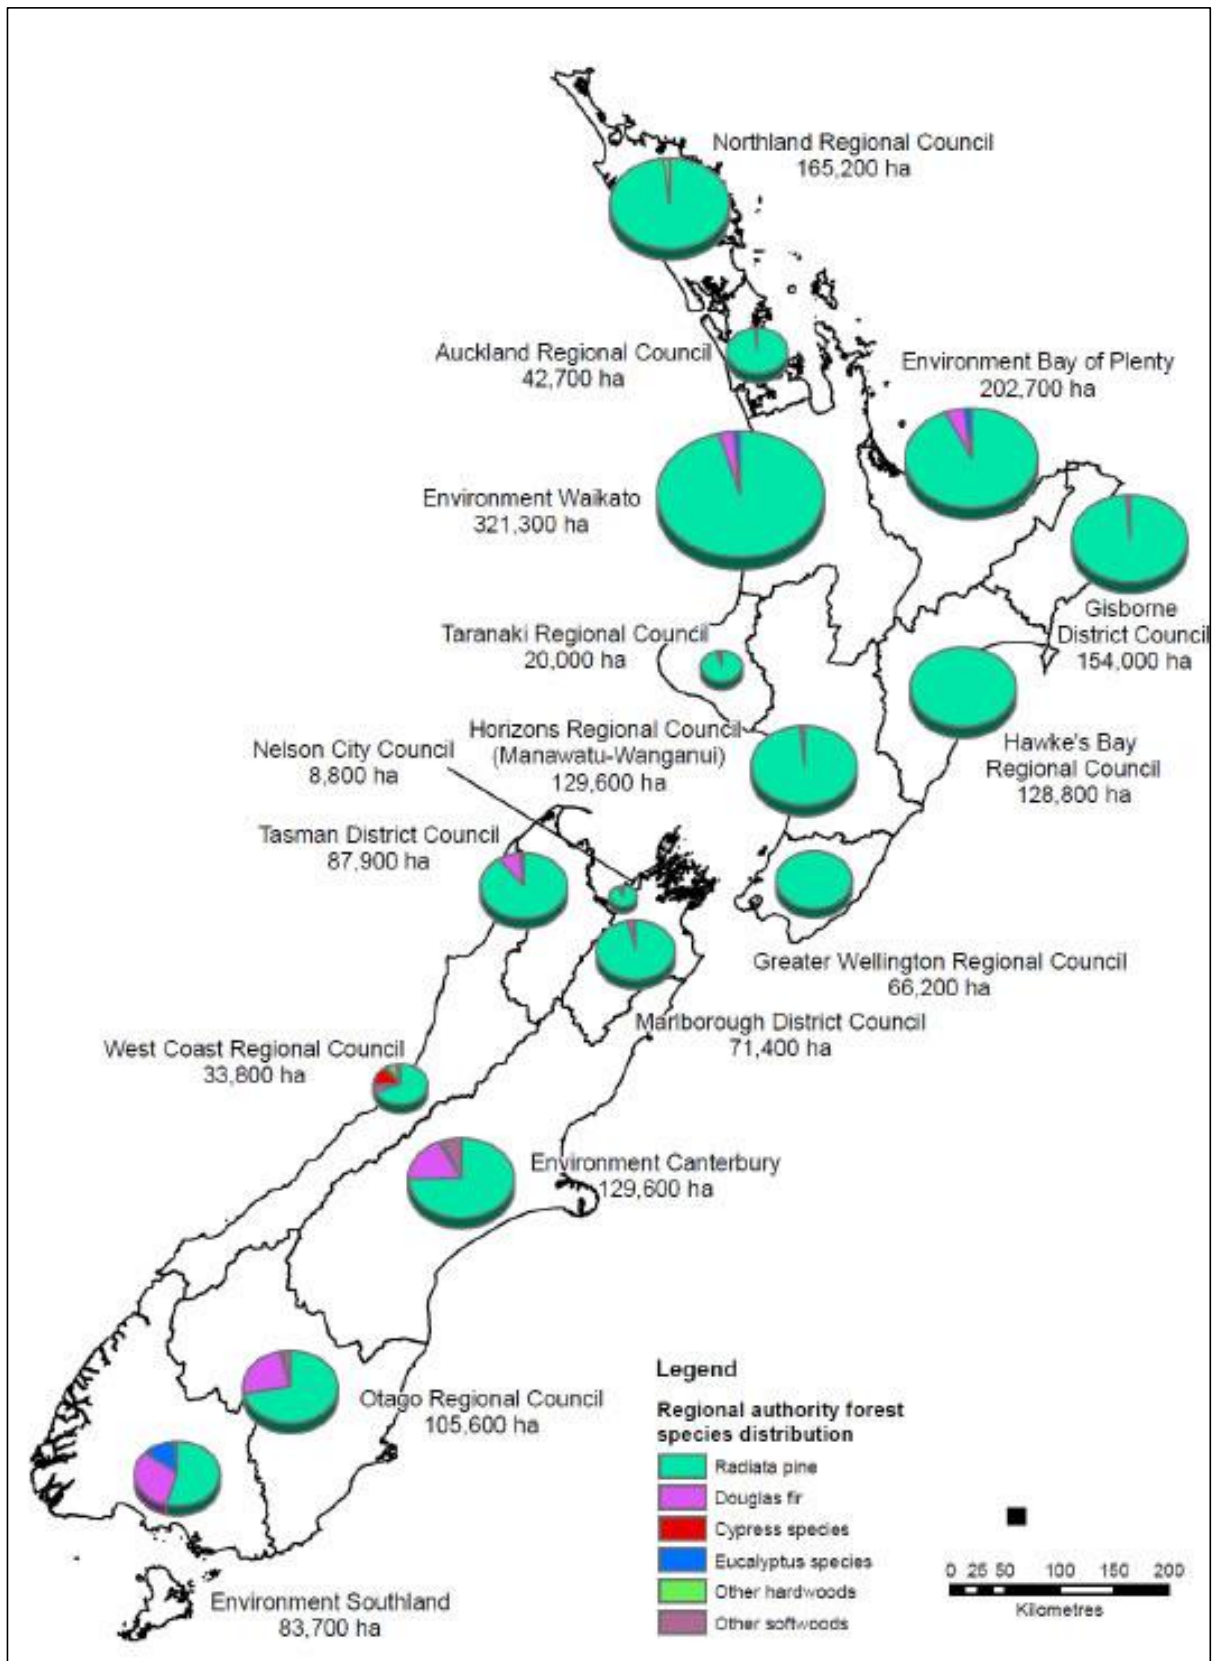 Northland Regional Council
165,200 ha
Auckland Regional Council
42,700 ha
Environment Bay of Plenty
202,700 ha
Environment Waikato
321,300 ha
Gisborne
District Council
154,000 ha
Taranaki Regional Council
20,000 ha
Horizons Regional Council
(Manawatu-Wanganui)
129,600 ha
Hawke's Bay
Regional Council
128,800 ha
Nelson City Council
8,800 ha
Tasman District Council
87,900 ha
Greater Wellington Regional Council
66,200 ha
Marlborough District Council
71,400 ha
West Coast Regional Council
33,800 ha
Environment Canterbury
129,600 ha
Otago Regional Council
105,600 ha
Environment Southland
83,700 ha
Legend
Regional authority forest
species distribution
Radiata pine
Douglas fir
Cypress species
Eucalyptus species
Other hardwoods
Other softwoods
0 25 50 100 150 200
Kilometres